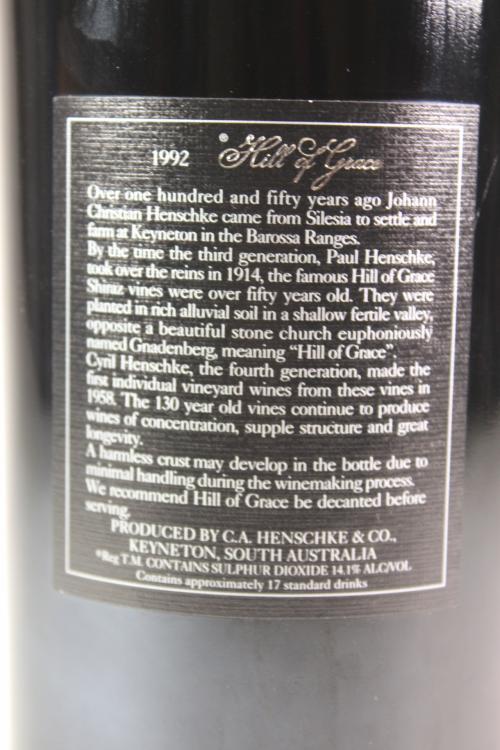 1992 ® Hill of Grace
Over one hundred and fifty years ago Johann
Christian Henschke came from Silesia to settle and
farm at Keyneton in the Barossa Ranges.
By the time the third generation, Paul Henschke,
took over the reins in 1914, the famous Hill of Grace
Shiraz vines were over fifty years old. They were
planted in rich alluvial soil in a shallow fertile valley,
opposite a beautiful stone church euphoniously
named Gnadenberg, meaning "Hill of Grace".
Cyril Henschke, the fourth generation, made the
first individual vineyard wines from these vines in
1958. The 130 year old vines continue to produce
wines of concentration, supple structure and great
longevity.
A harmless crust may develop in the bottle due to
minimal handling during the winemaking process.
We recommend Hill of Grace be decanted before
serving.
PRODUCED BY C.A. HENSCHKE & CO.,
KEYNETON, SOUTH AUSTRALIA
*Reg T.M. CONTAINS SULPHUR DIOXIDE 14.1% ALC/VOL
Contains approximately 17 standard drinks